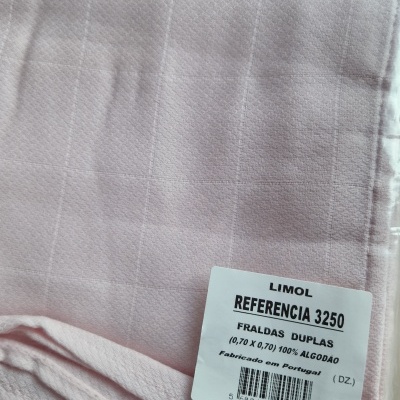 LIMOL
REFERENCIA 3250
FRALDAS DUPLAS
(0,70 X 0,70) 100% ALGODÃO
Fabricado em Portugal
( DZ.)